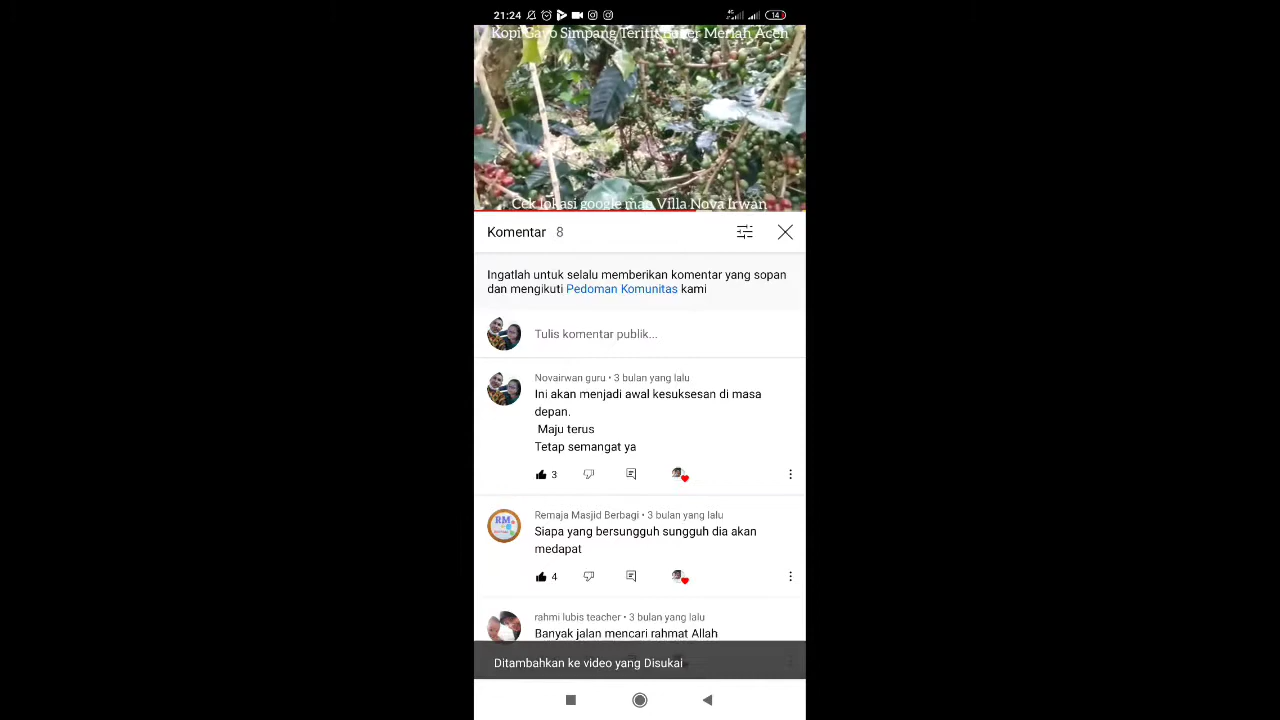 21:24
4G
14
Kopi Gayo Simpang Teritit Bener Meriah Aceh
Cek lokasi google map Villa Nova Irwan
Komentar 8
Ingatlah untuk selalu memberikan komentar yang sopan
dan mengikuti Pedoman Komunitas kami
Tulis komentar publik...
Novairwan guru • 3 bulan yang lalu
Ini akan menjadi awal kesuksesan di masa
depan.
Maju terus
Tetap semangat ya
3
RM
Remaja Masjid Berbagi • 3 bulan yang lalu
Siapa yang bersungguh sungguh dia akan
medapat
4
rahmi lubis teacher • 3 bulan yang lalu
Banyak jalan mencari rahmat Allah
Ditambahkan ke video yang Disukai